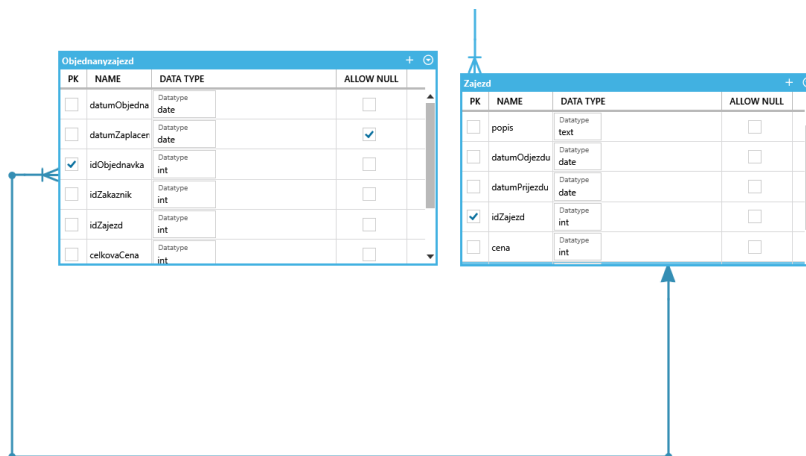 Objednanyzajezd
PK NAME DATA TYPE ALLOW NULL
datumObjedna Datatype date
datumZaplacen Datatype date
idObjednavka Datatype int
idZakaznik Datatype int
idZajezd Datatype int
celkovaCena Datatype int
Zajezd
PK NAME DATA TYPE ALLOW NULL
popis Datatype text
datumOdjezdu Datatype date
datumPrijezdu Datatype date
idZajezd Datatype int
cena Datatype int